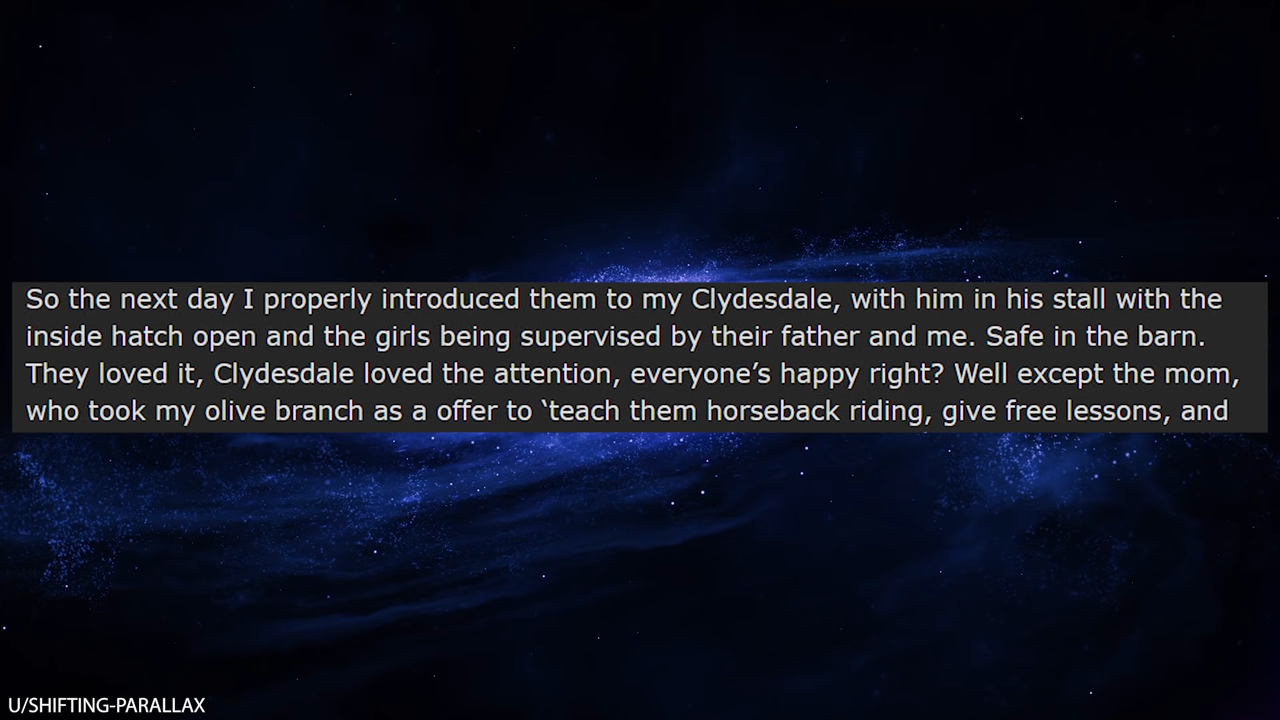 So the next day I properly introduced them to my Clydesdale, with him in his stall with the
inside hatch open and the girls being supervised by their father and me. Safe in the barn.
They loved it, Clydesdale loved the attention, everyone’s happy right? Well except the mom,
who took my olive branch as a offer to ‘teach them horseback riding, give free lessons, and
U/SHIFTING-PARALLAX